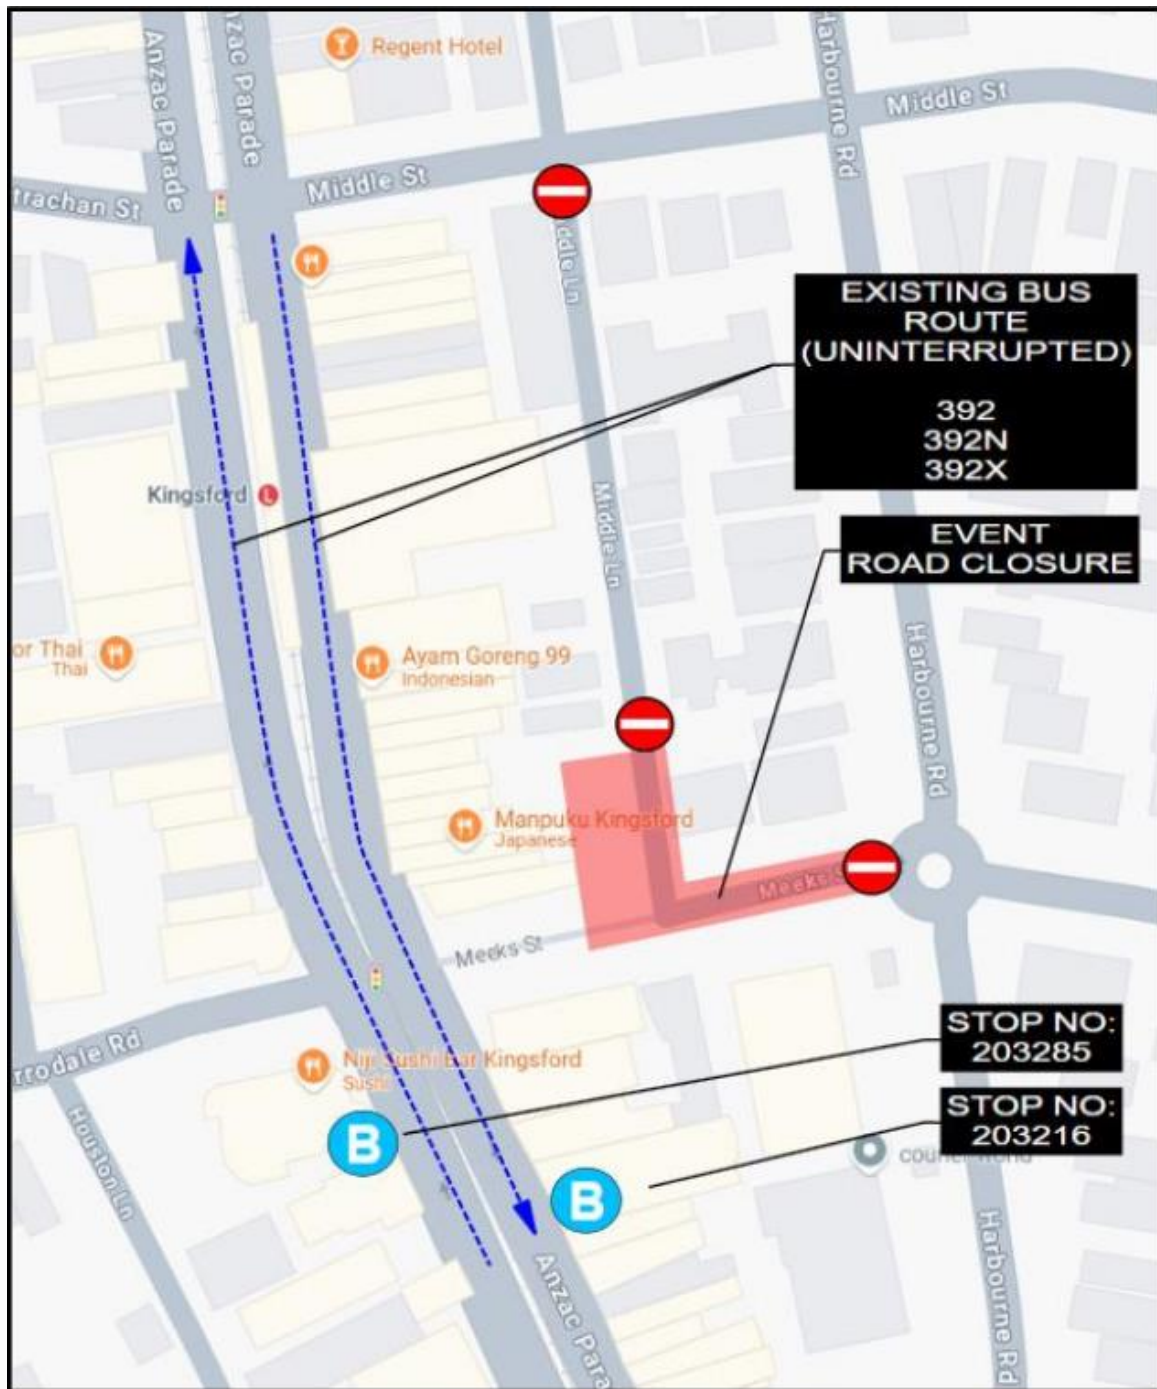 Anzac Parade
nzac Parade
Regent Hotel
Harbourne Rd
Middle St
Middle St
trachan St
ddle Ln
EXISTING BUS
ROUTE
(UNINTERRUPTED)
392
392N
392X
Kingsford
L
Middle Ln
EVENT
ROAD CLOSURE
or Thai
Thai
Ayam Goreng 99
Indonesian
Harbourne Rd
Manpuku Kingsford
Japanese
Meeks S
Meeks St
STOP NO:
203285
rrodale Rd
Niji Sushi Bar Kingsford
Sushi
STOP NO:
203216
B
B
Houston Ln
Harbourne Rd
Anzac Para